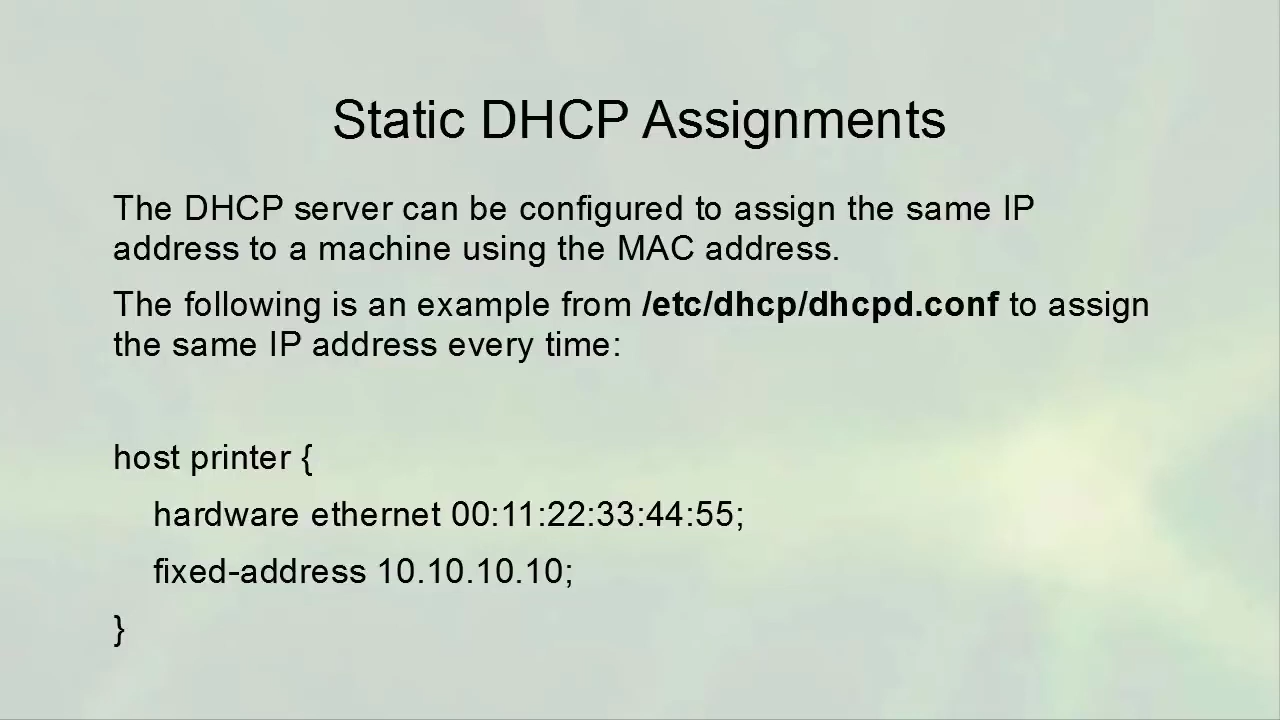 Static DHCP Assignments
The DHCP server can be configured to assign the same IP
address to a machine using the MAC address.
The following is an example from /etc/dhcp/dhcpd.conf to assign
the same IP address every time:
host printer {
hardware ethernet 00:11:22:33:44:55;
fixed-address 10.10.10.10;
}